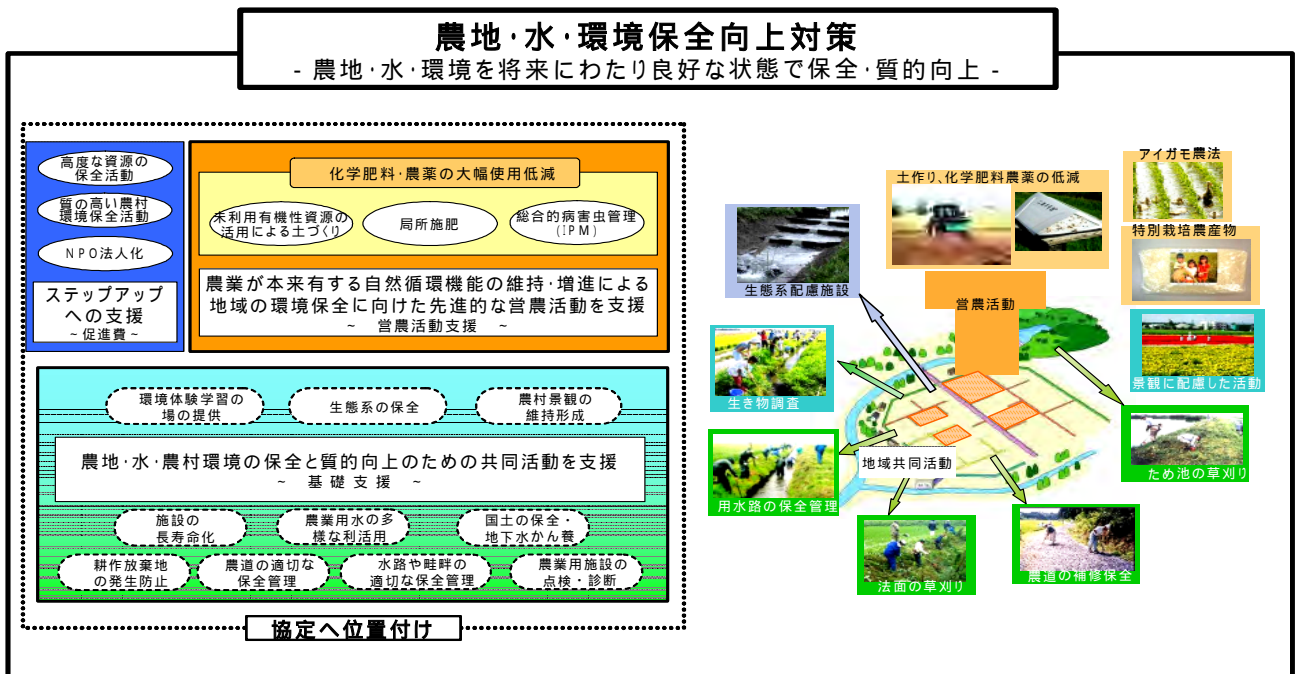 農地・水・環境保全向上対策
- 農地・水・環境を将来にわたり良好な状態で保全・質的向上 -
高度な資源の
保全活動
質の高い農村
環境保全活動
NPO法人化
ステップアップ
への支援
~促進費~
化学肥料・農薬の大幅使用低減
未利用有機性資源の
活用による土づくり
局所施肥
総合的病害虫管理
(IPM)
農業が本来有する自然循環機能の維持・増進による
地域の環境保全に向けた先進的な営農活動を支援
~ 営農活動支援 ~
環境体験学習の
場の提供
生態系の保全
農村景観の
維持形成
農地・水・農村環境の保全と質的向上のための共同活動を支援
~ 基礎支援 ~
施設の
長寿命化
農業用水の多
様な利活用
国土の保全・
地下水かん養
耕作放棄地
の発生防止
農道の適切な
保全管理
水路や畦畔の
適切な保全管理
農業用施設の
点検・診断
協定へ位置付け
アイガモ農法
土作り、化学肥料農薬の低減
特別栽培農産物
生態系配慮施設
営農活動
景観に配慮した活動
生き物調査
地域共同活動
ため池の草刈り
用水路の保全管理
農道の補修保全
法面の草刈り